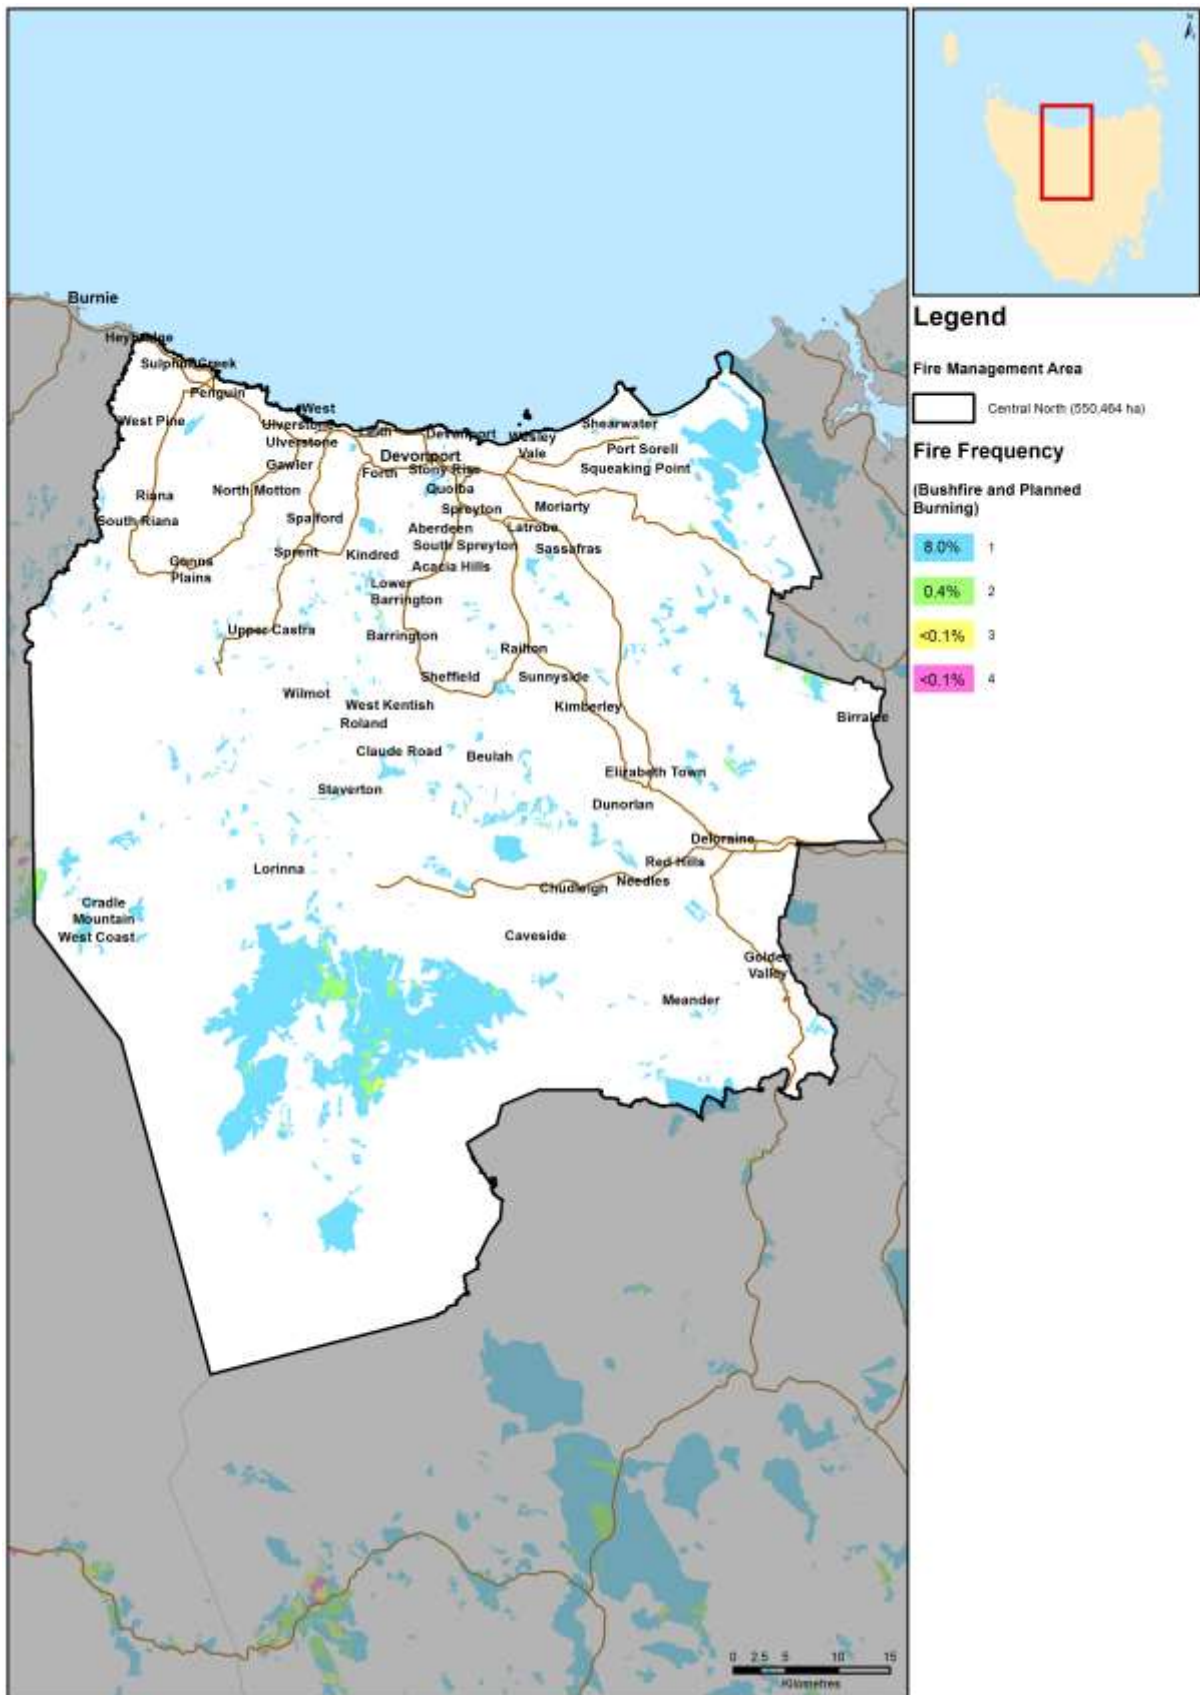 N
Burnie
Heybridge
Sulphur Creek
Penguin
West Pine
West
Ulverstone
Ulverstone
Leith
Devonport
Wesley
Vale
Shearwater
Port Sorell
Squeaking Point
Gawler
Devonport
Forth
Stony Rise
Quoiba
Riana
North Motton
South Riana
Spalford
Spreyton
Moriarty
Aberdeen
Latrobe
Sprent
Kindred
South Spreyton
Sassafras
Gunns
Plains
Acacia Hills
Lower
Barrington
Upper Castra
Barrington
Railton
Sheffield
Sunnyside
Wilmot
West Kentish
Kimberley
Roland
Birralee
Claude Road
Beulah
Elizabeth Town
Staverton
Dunorlan
Deloraine
Lorinna
Red Hills
Chudleigh
Needles
Cradle
Mountain
West Coast
Caveside
Golden
Valley
Meander
0 2.5 5 10 15
Kilometres
Legend
Fire Management Area
Central North (550,464 ha)
Fire Frequency
(Bushfire and Planned
Burning)
8.0% 1
0.4% 2
<0.1% 3
<0.1% 4